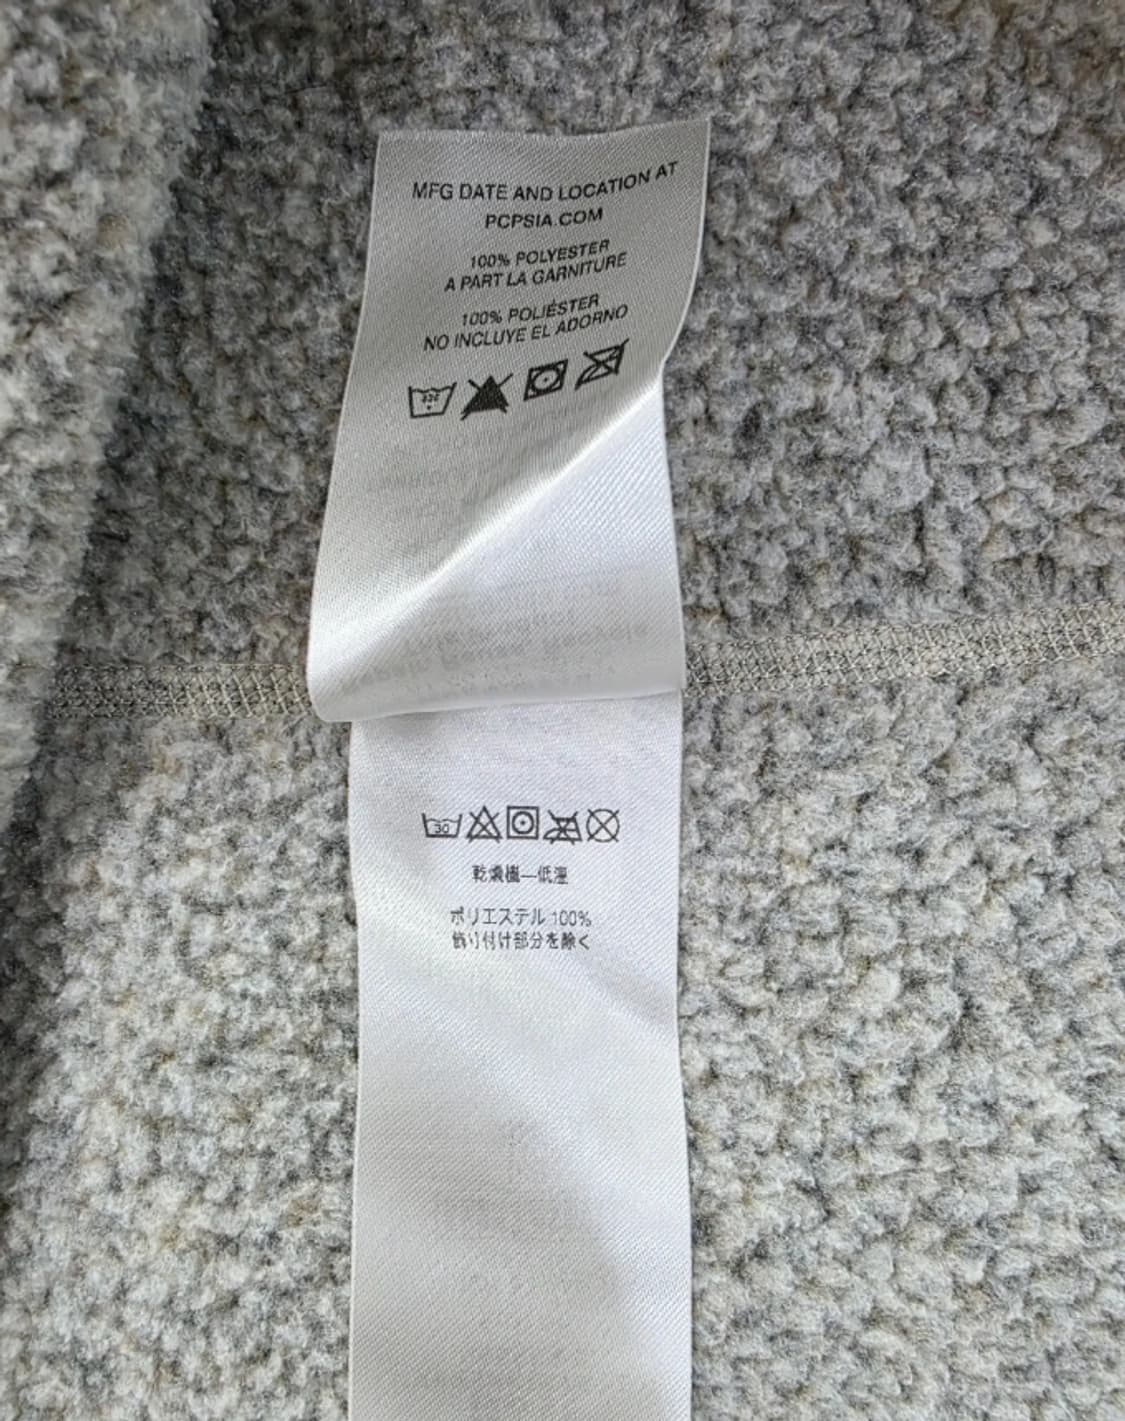 MFG DATE AND LOCATION AT
PCPSIA.COM
100% POLYESTER
A PART LA GARNITURE
100% POLIÉSTER
NO INCLUYE EL ADORNO
30
乾燥機—低温
ポリエステル 100%
飾り付け部分を除く